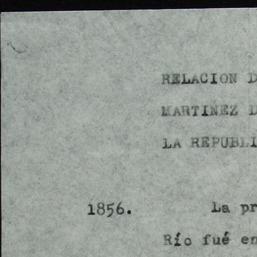 RELACION D
MARTINEZ D
LA REPUBLI
1856. La pr
Río fué en